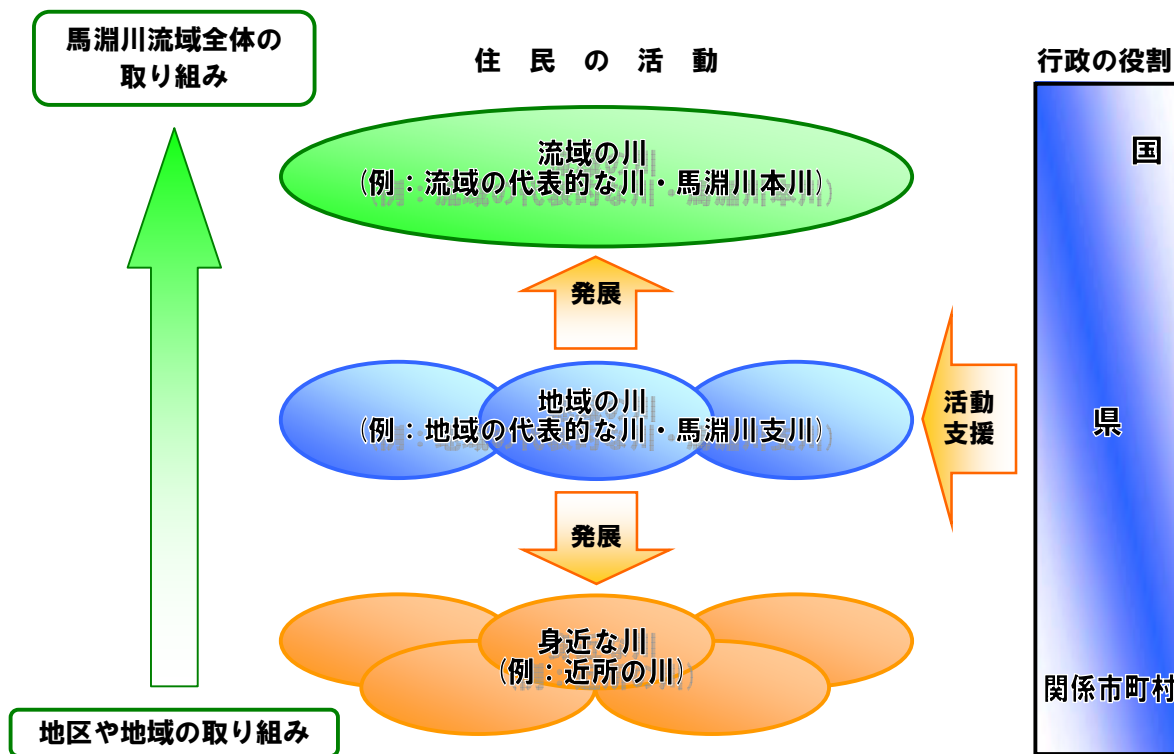 馬淵川流域全体の
取り組み
住民の活動
行政の役割
流域の川
(例：流域の代表的な川・馬淵川本川)
国
発展
地域の川
(例：地域の代表的な川・馬淵川支川)
活動
支援
県
発展
身近な川
(例：近所の川)
関係市町村
地区や地域の取り組み